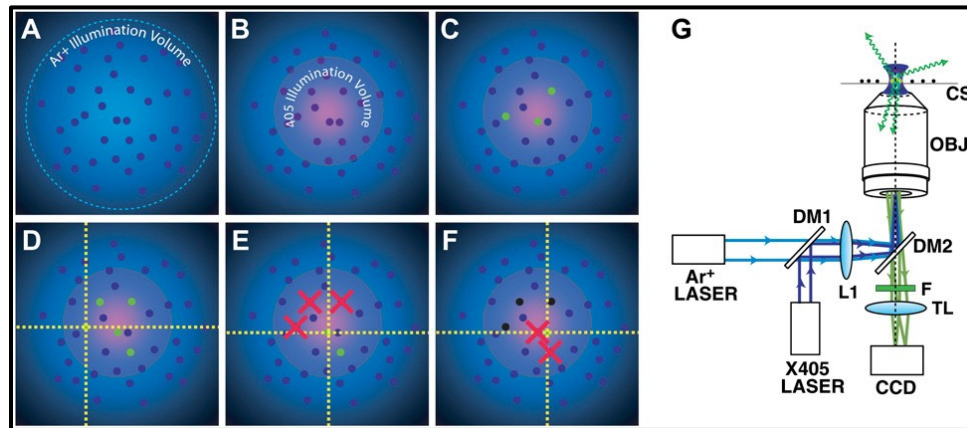 A
Ar+ Illumination Volume
B
405 Illumination Volume
C
D
E
F
G
CS
OBJ
DM1
DM2
Ar+
LASER
L1
F
TL
X405
LASER
CCD